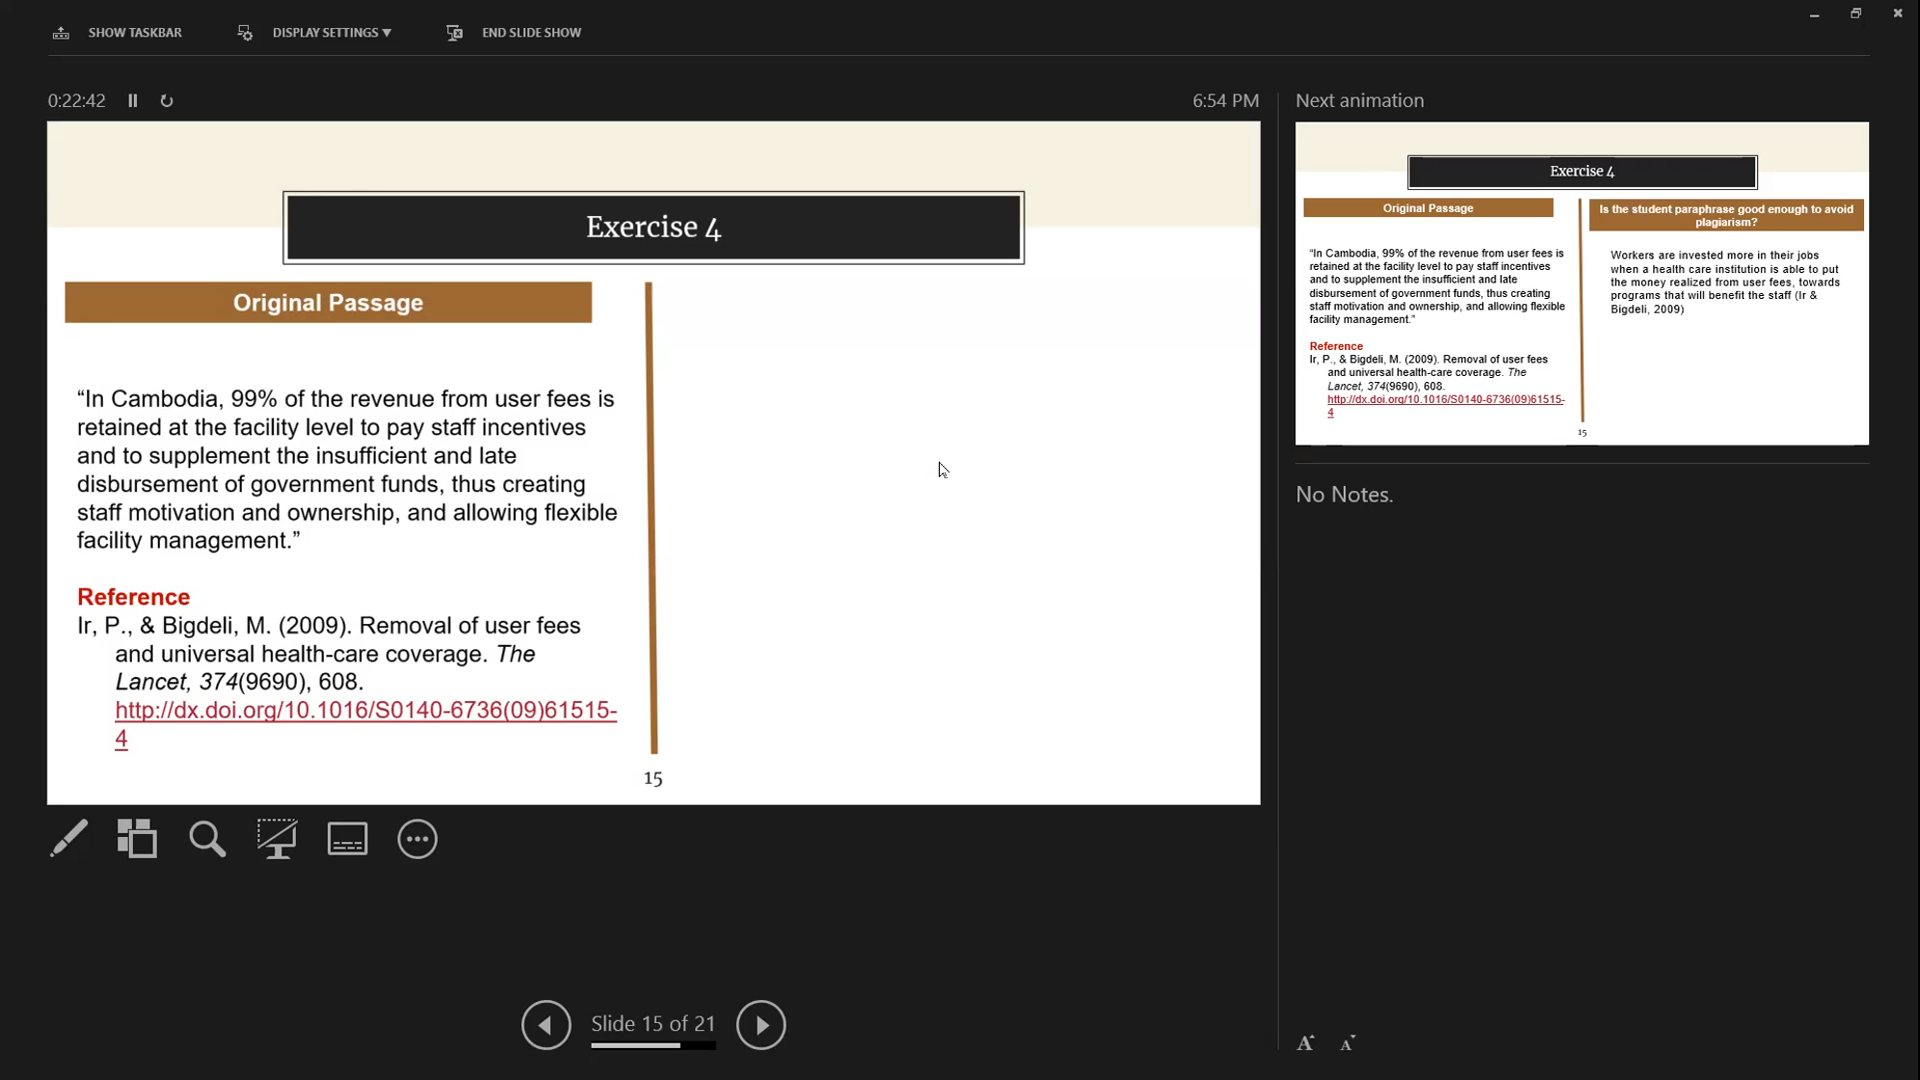 SHOW TASKBAR
DISPLAY SETTINGS ▼
END SLIDE SHOW
0:22:42
6:54 PM
Exercise 4
Original Passage
“In Cambodia, 99% of the revenue from user fees is
retained at the facility level to pay staff incentives
and to supplement the insufficient and late
disbursement of government funds, thus creating
staff motivation and ownership, and allowing flexible
facility management.”
Reference
Ir, P., & Bigdeli, M. (2009). Removal of user fees
and universal health-care coverage. The
Lancet, 374(9690), 608.
http://dx.doi.org/10.1016/S0140-6736(09)61515-
4
15
Slide 15 of 21
Next animation
Exercise 4
Original Passage
“In Cambodia, 99% of the revenue from user fees is
retained at the facility level to pay staff incentives
and to supplement the insufficient and late
disbursement of government funds, thus creating
staff motivation and ownership, and allowing flexible
facility management.”
Reference
Ir, P., & Bigdeli, M. (2009). Removal of user fees
and universal health-care coverage. The
Lancet, 374(9690), 608.
http://dx.doi.org/10.1016/S0140-6736(09)61515-
4
Is the student paraphrase good enough to avoid
plagiarism?
Workers are invested more in their jobs
when a health care institution is able to put
the money realized from user fees, towards
programs that will benefit the staff (Ir &
Bigdeli, 2009)
15
No Notes.
A A